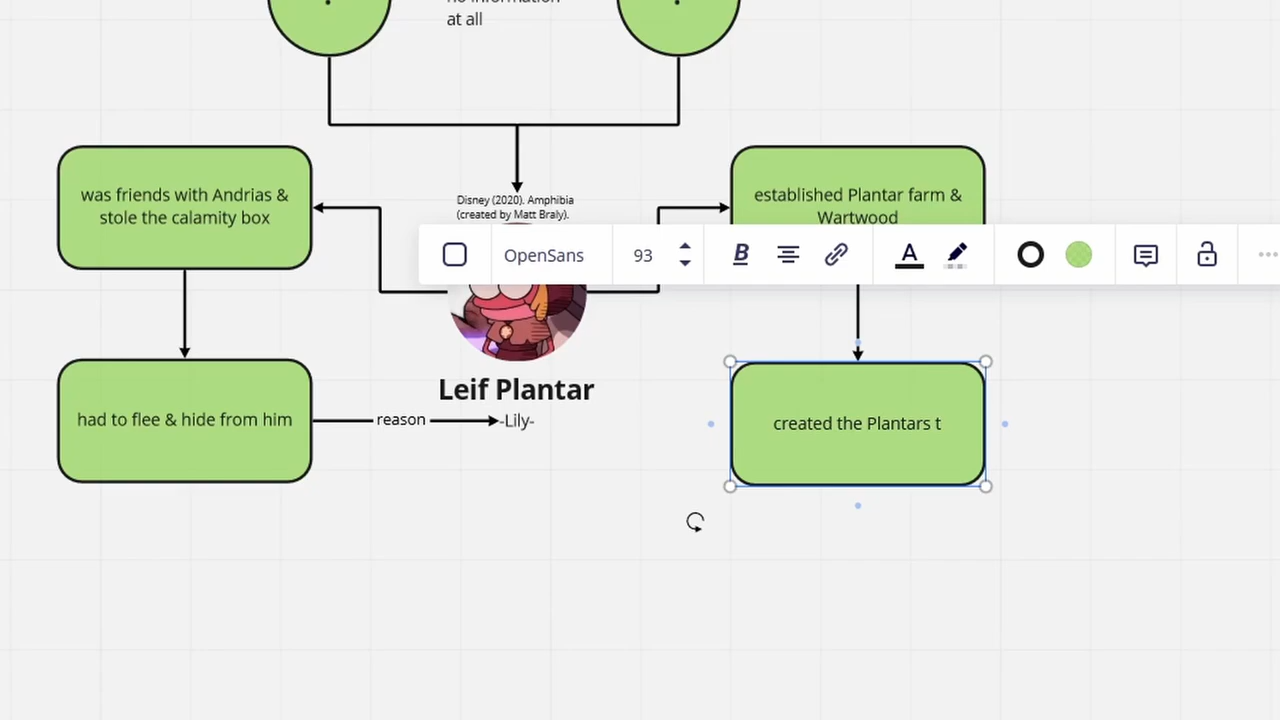 at all
was friends with Andrias &
stole the calamity box
Disney (2020). Amphibia
(created by Matt Braly).
established Plantar farm &
Wartwood
OpenSans
93
B
A
Leif Plantar
had to flee & hide from him
reason
-Lily-
created the Plantars t